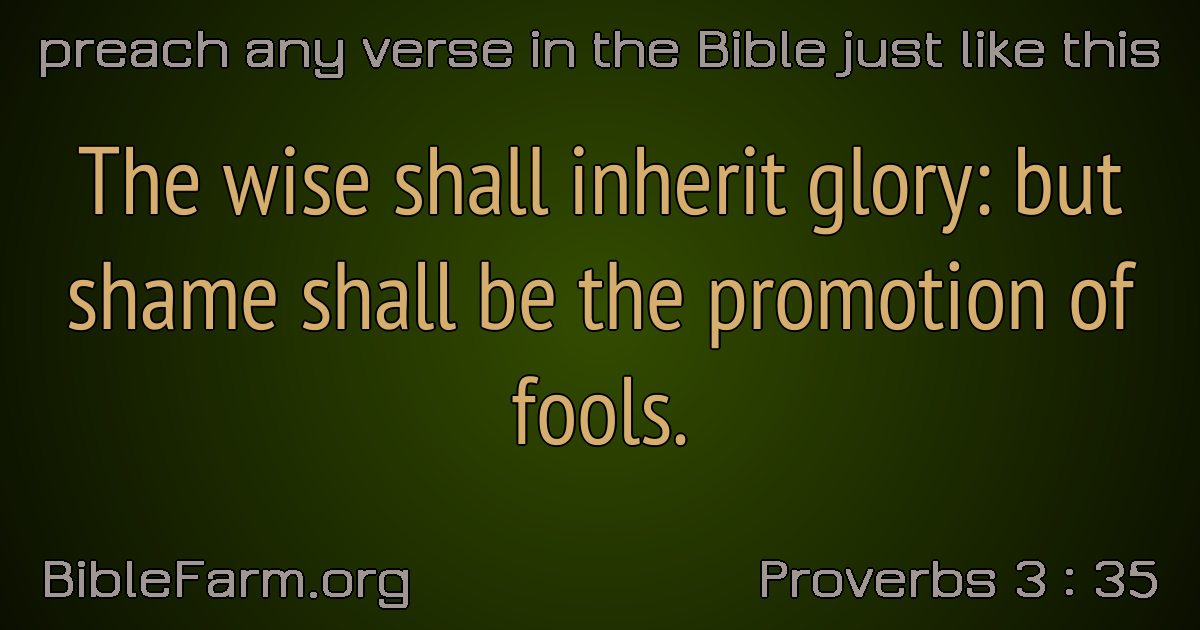 preach any verse in the Bible just like this
The wise shall inherit glory: but
shame shall be the promotion of
fools.
BibleFarm.org
Proverbs 3 : 35